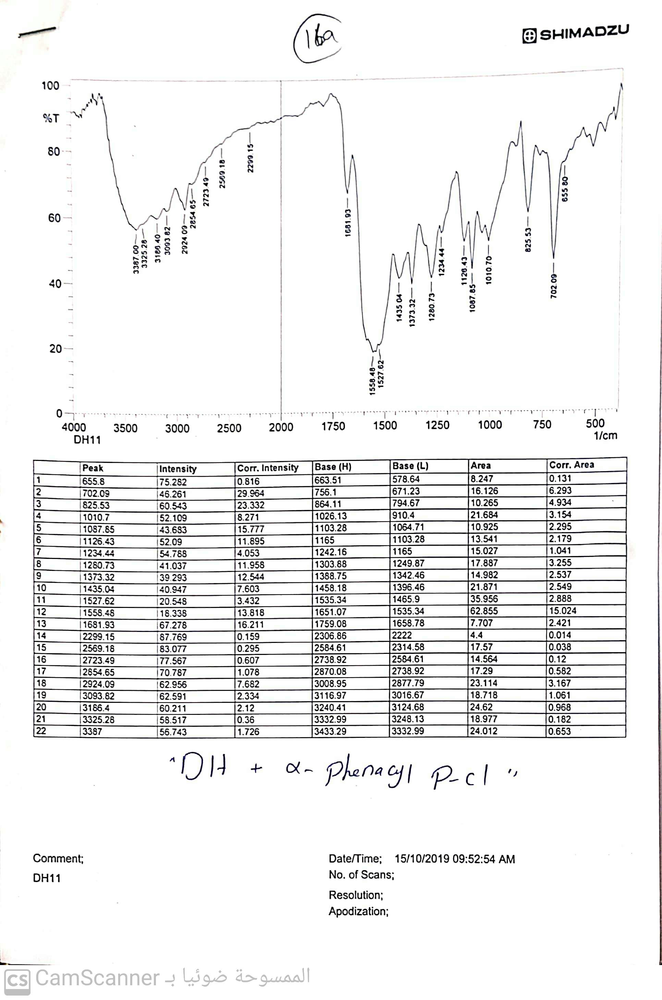 16a
SHIMADZU
100
%T
80
60
40
20
0
3387.00
3325.28
3186.40
3093.82
2924.09
2854.65
2723.49
2569.18
2299.15
1681.93
1558.48
1527.62
1435.04
1373.32
1280.73
1234.44
1126.43
1087.85
1010.70
825.53
702.09
655.80
4000 3500 3000 2500 2000 1750 1500 1250 1000 750 500
DH11 1/cm
Peak Intensity Corr. Intensity Base (H) Base (L) Area Corr. Area
1 655.8 75.282 0.816 663.51 578.64 8.247 0.131
2 702.09 46.261 29.964 756.1 671.23 16.126 6.293
3 825.53 60.543 23.332 864.11 794.67 10.265 4.934
4 1010.7 52.109 8.271 1026.13 910.4 21.684 3.154
5 1087.85 43.683 15.777 1103.28 1064.71 10.925 2.295
6 1126.43 52.09 11.895 1165 1103.28 13.541 2.179
7 1234.44 54.788 4.053 1242.16 1165 15.027 1.041
8 1280.73 41.037 11.958 1303.88 1249.87 17.887 3.255
9 1373.32 39.293 12.544 1388.75 1342.46 14.982 2.537
10 1435.04 40.947 7.603 1458.18 1396.46 21.871 2.549
11 1527.62 20.548 3.432 1535.34 1465.9 35.956 2.888
12 1558.48 18.338 13.818 1651.07 1535.34 62.855 15.024
13 1681.93 67.278 16.211 1759.08 1658.78 7.707 2.421
14 2299.15 87.769 0.159 2306.86 2222 4.4 0.014
15 2569.18 83.077 0.295 2584.61 2314.58 17.57 0.038
16 2723.49 77.567 0.607 2738.92 2584.61 14.564 0.12
17 2854.65 70.787 1.078 2870.08 2738.92 17.29 0.582
18 2924.09 62.956 7.682 3008.95 2877.79 23.114 3.167
19 3093.82 62.591 2.334 3116.97 3016.67 18.718 1.061
20 3186.4 60.211 2.12 3240.41 3124.68 24.62 0.968
21 3325.28 58.517 0.36 3332.99 3248.13 18.977 0.182
22 3387 56.743 1.726 3433.29 3332.99 24.012 0.653
"DH + α- phenacyl p-cl"
Comment; Date/Time; 15/10/2019 09:52:54 AM
DH11 No. of Scans;
Resolution;
Apodization;
CS CamScanner الممسوحة ضوئيا بـ